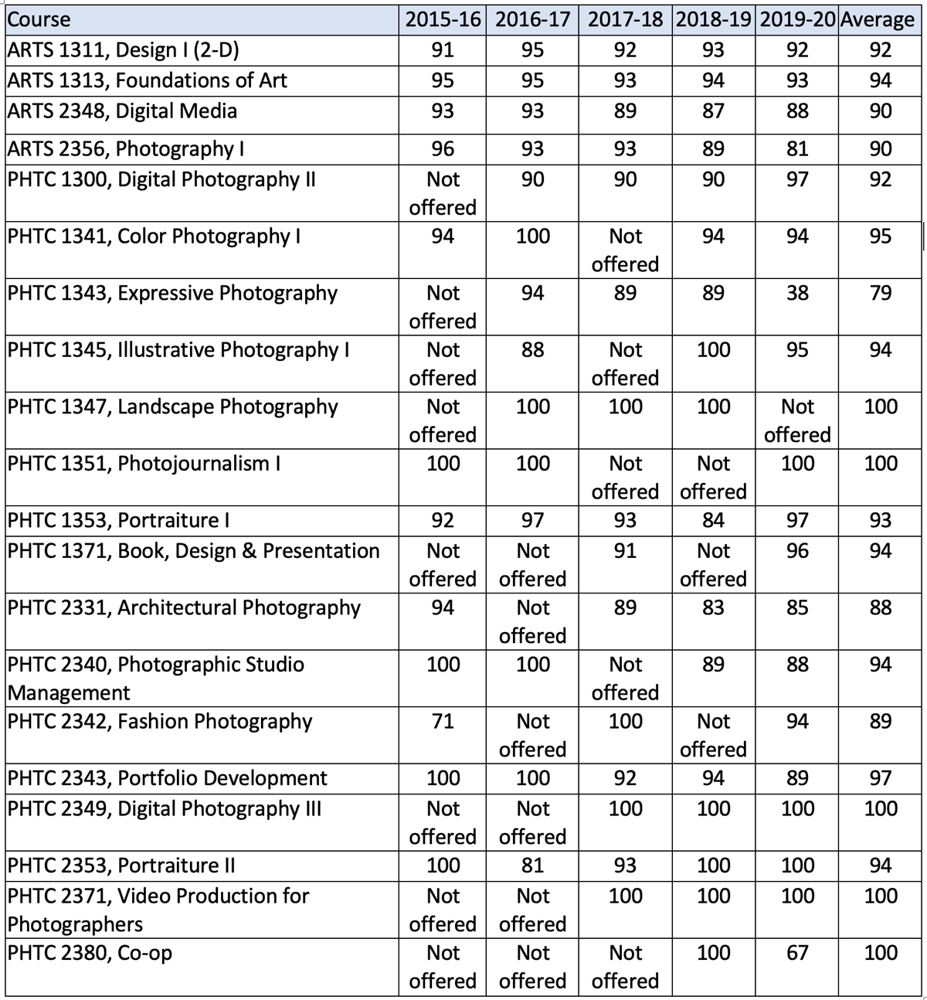 Course 2015-16 2016-17 2017-18 2018-19 2019-20 Average
ARTS 1311, Design I (2-D) 91 95 92 93 92 92
ARTS 1313, Foundations of Art 95 95 93 94 93 94
ARTS 2348, Digital Media 93 93 89 87 88 90
ARTS 2356, Photography I 96 93 93 89 81 90
PHTC 1300, Digital Photography II Not 90 90 90 97 92
offered
PHTC 1341, Color Photography I 94 100 Not 94 94 95
offered
PHTC 1343, Expressive Photography Not 94 89 89 38 79
offered
PHTC 1345, Illustrative Photography I Not 88 Not 100 95 94
offered offered
PHTC 1347, Landscape Photography Not 100 100 100 Not 100
offered offered
PHTC 1351, Photojournalism I 100 100 Not Not 100 100
offered offered
PHTC 1353, Portraiture I 92 97 93 84 97 93
PHTC 1371, Book, Design & Presentation Not Not 91 Not 96 94
offered offered offered
PHTC 2331, Architectural Photography 94 Not 89 83 85 88
offered
PHTC 2340, Photographic Studio 100 100 Not 89 88 94
Management offered
PHTC 2342, Fashion Photography 71 Not 100 Not 94 89
offered offered
PHTC 2343, Portfolio Development 100 100 92 94 89 97
PHTC 2349, Digital Photography III Not Not 100 100 100 100
offered offered
PHTC 2353, Portraiture II 100 81 93 100 100 94
PHTC 2371, Video Production for Not Not 100 100 100 100
Photographers offered offered
PHTC 2380, Co-op Not Not Not 100 67 100
offered offered offered